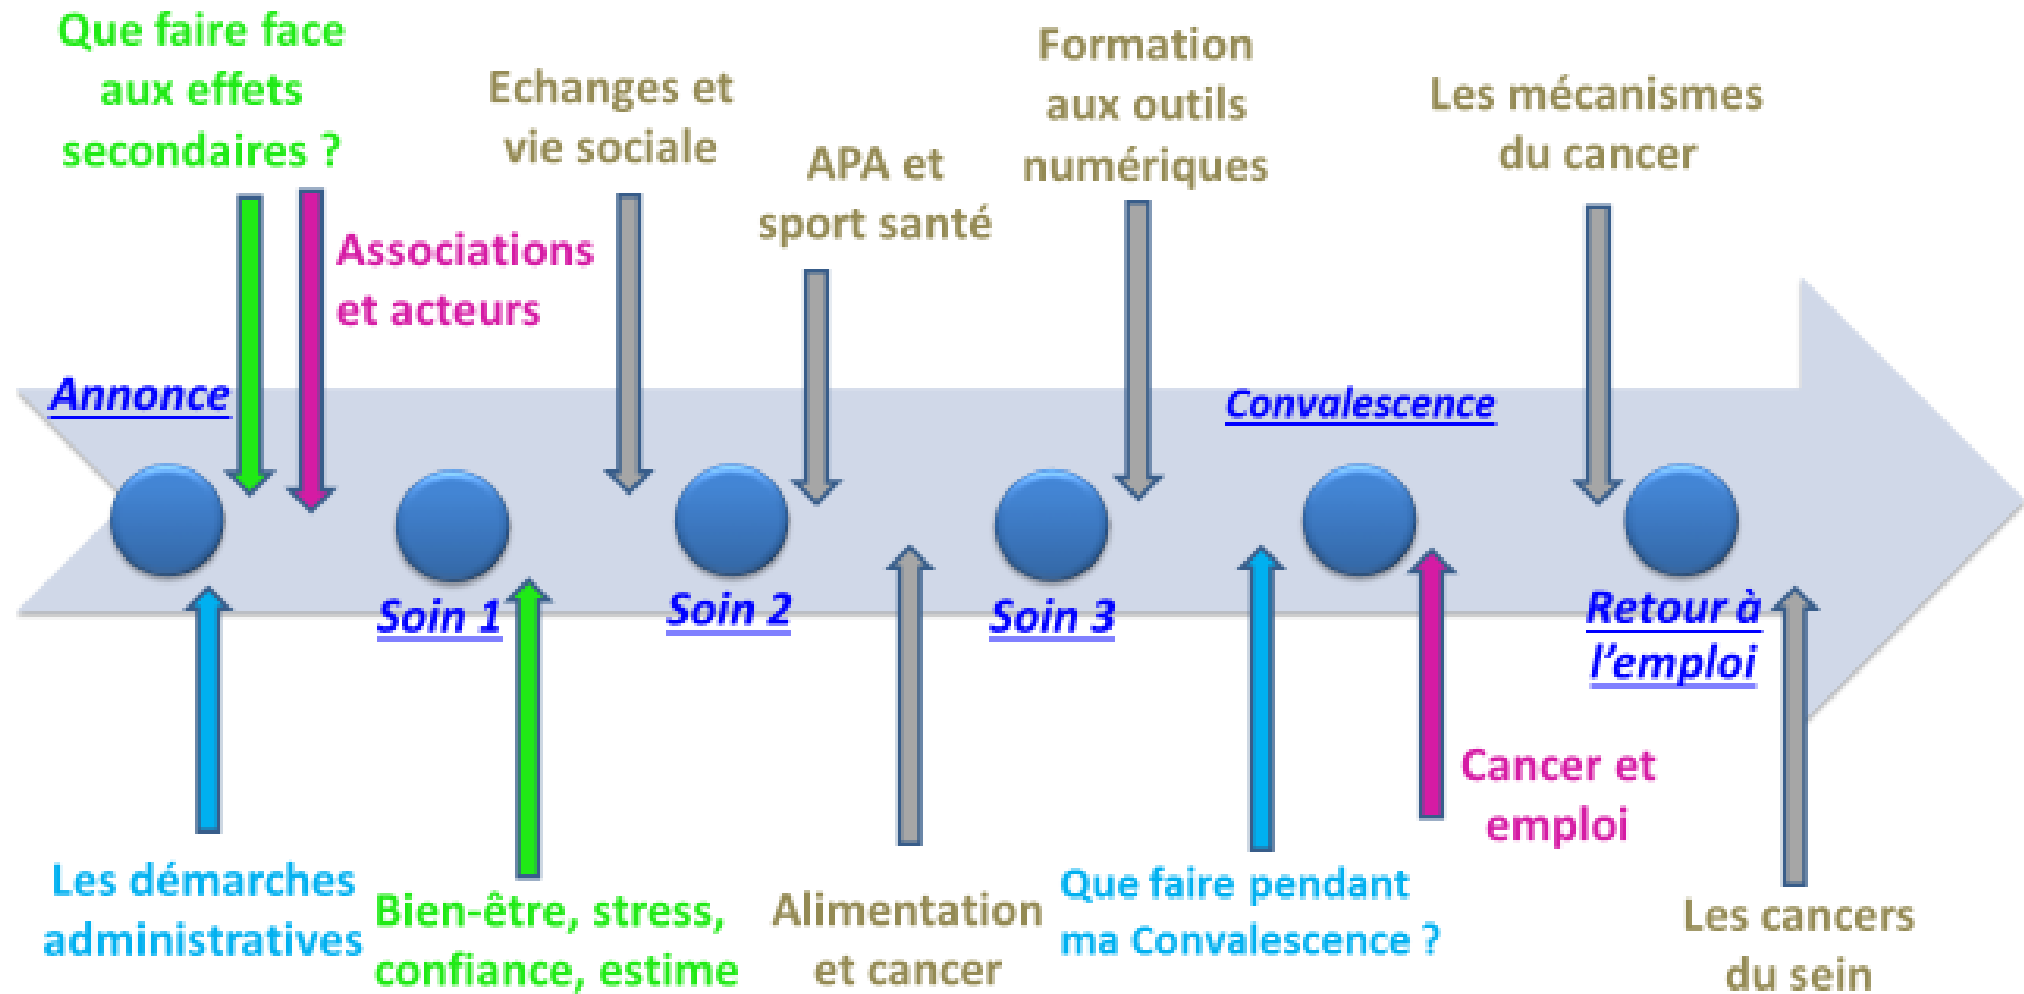 Que faire face
aux effets
secondaires ?
Associations
et acteurs
Echanges et
vie sociale
APA et
sport santé
Formation
aux outils
numériques
Les mécanismes
du cancer
Annonce
Convalescence
Soin 1
Soin 2
Soin 3
Retour à
l'emploi
Les démarches
administratives
Bien-être, stress,
confiance, estime
Alimentation
et cancer
Que faire pendant
ma Convalescence ?
Cancer et
emploi
Les cancers
du sein